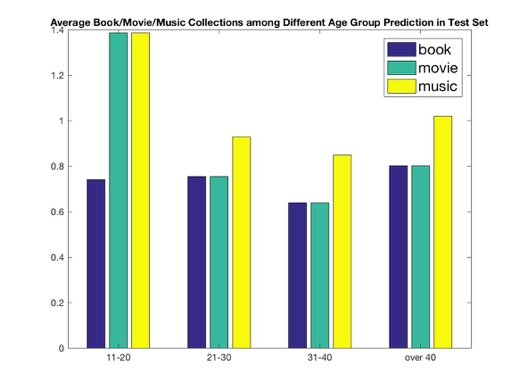 Average Book/Movie/Music Collections among Different Age Group Prediction in Test Set
1.4
1.2
1
0.8
0.6
0.4
0.2
0
book
movie
music
11-20
21-30
31-40
over 40